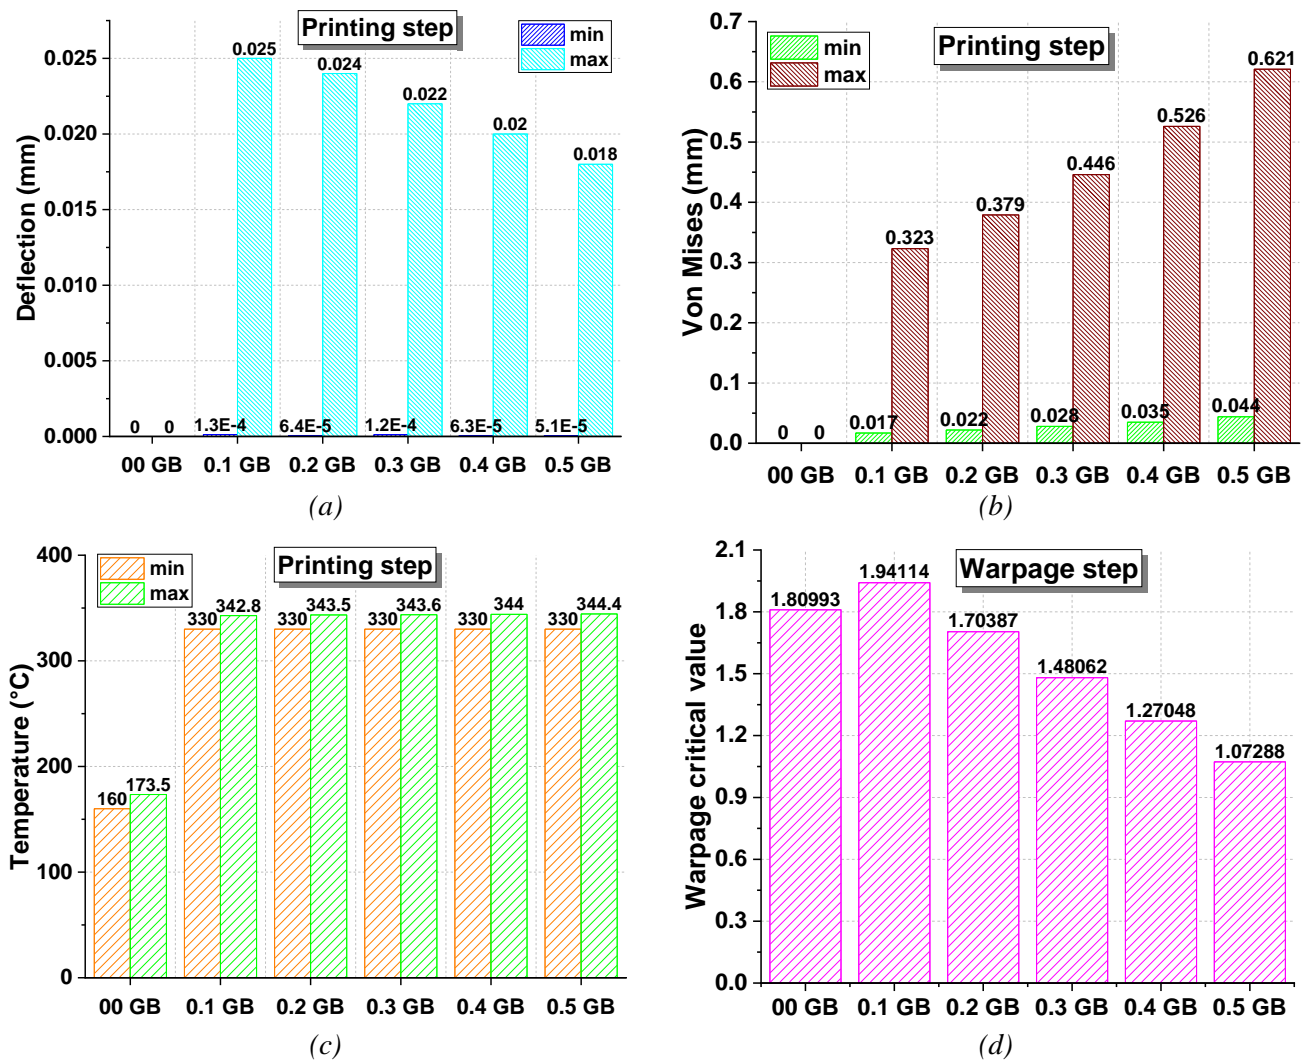 Printing step
min
max
Deflection (mm)
0.025
0.020
0.015
0.010
0.005
0.000
0.025
0.024
0.022
0.02
0.018
0 0 1.3E-4 6.4E-5 1.2E-4 6.3E-5 5.1E-5
00 GB 0.1 GB 0.2 GB 0.3 GB 0.4 GB 0.5 GB
(a)
Printing step
min
max
Von Mises (mm)
0.7
0.6
0.5
0.4
0.3
0.2
0.1
0.0
0.621
0.526
0.446
0.379
0.323
0 0 0.017 0.022 0.028 0.035 0.044
00 GB 0.1 GB 0.2 GB 0.3 GB 0.4 GB 0.5 GB
(b)
Printing step
min
max
Temperature (°C)
400
300
200
100
0
160 173.5 330 342.8 330 343.5 330 343.6 330 344 330 344.4
00 GB 0.1 GB 0.2 GB 0.3 GB 0.4 GB 0.5 GB
(c)
Warpage step
Warpage critical value
2.1
1.8
1.5
1.2
0.9
0.6
0.3
0.0
1.80993
1.94114
1.70387
1.48062
1.27048
1.07288
00 GB 0.1 GB 0.2 GB 0.3 GB 0.4 GB 0.5 GB
(d)